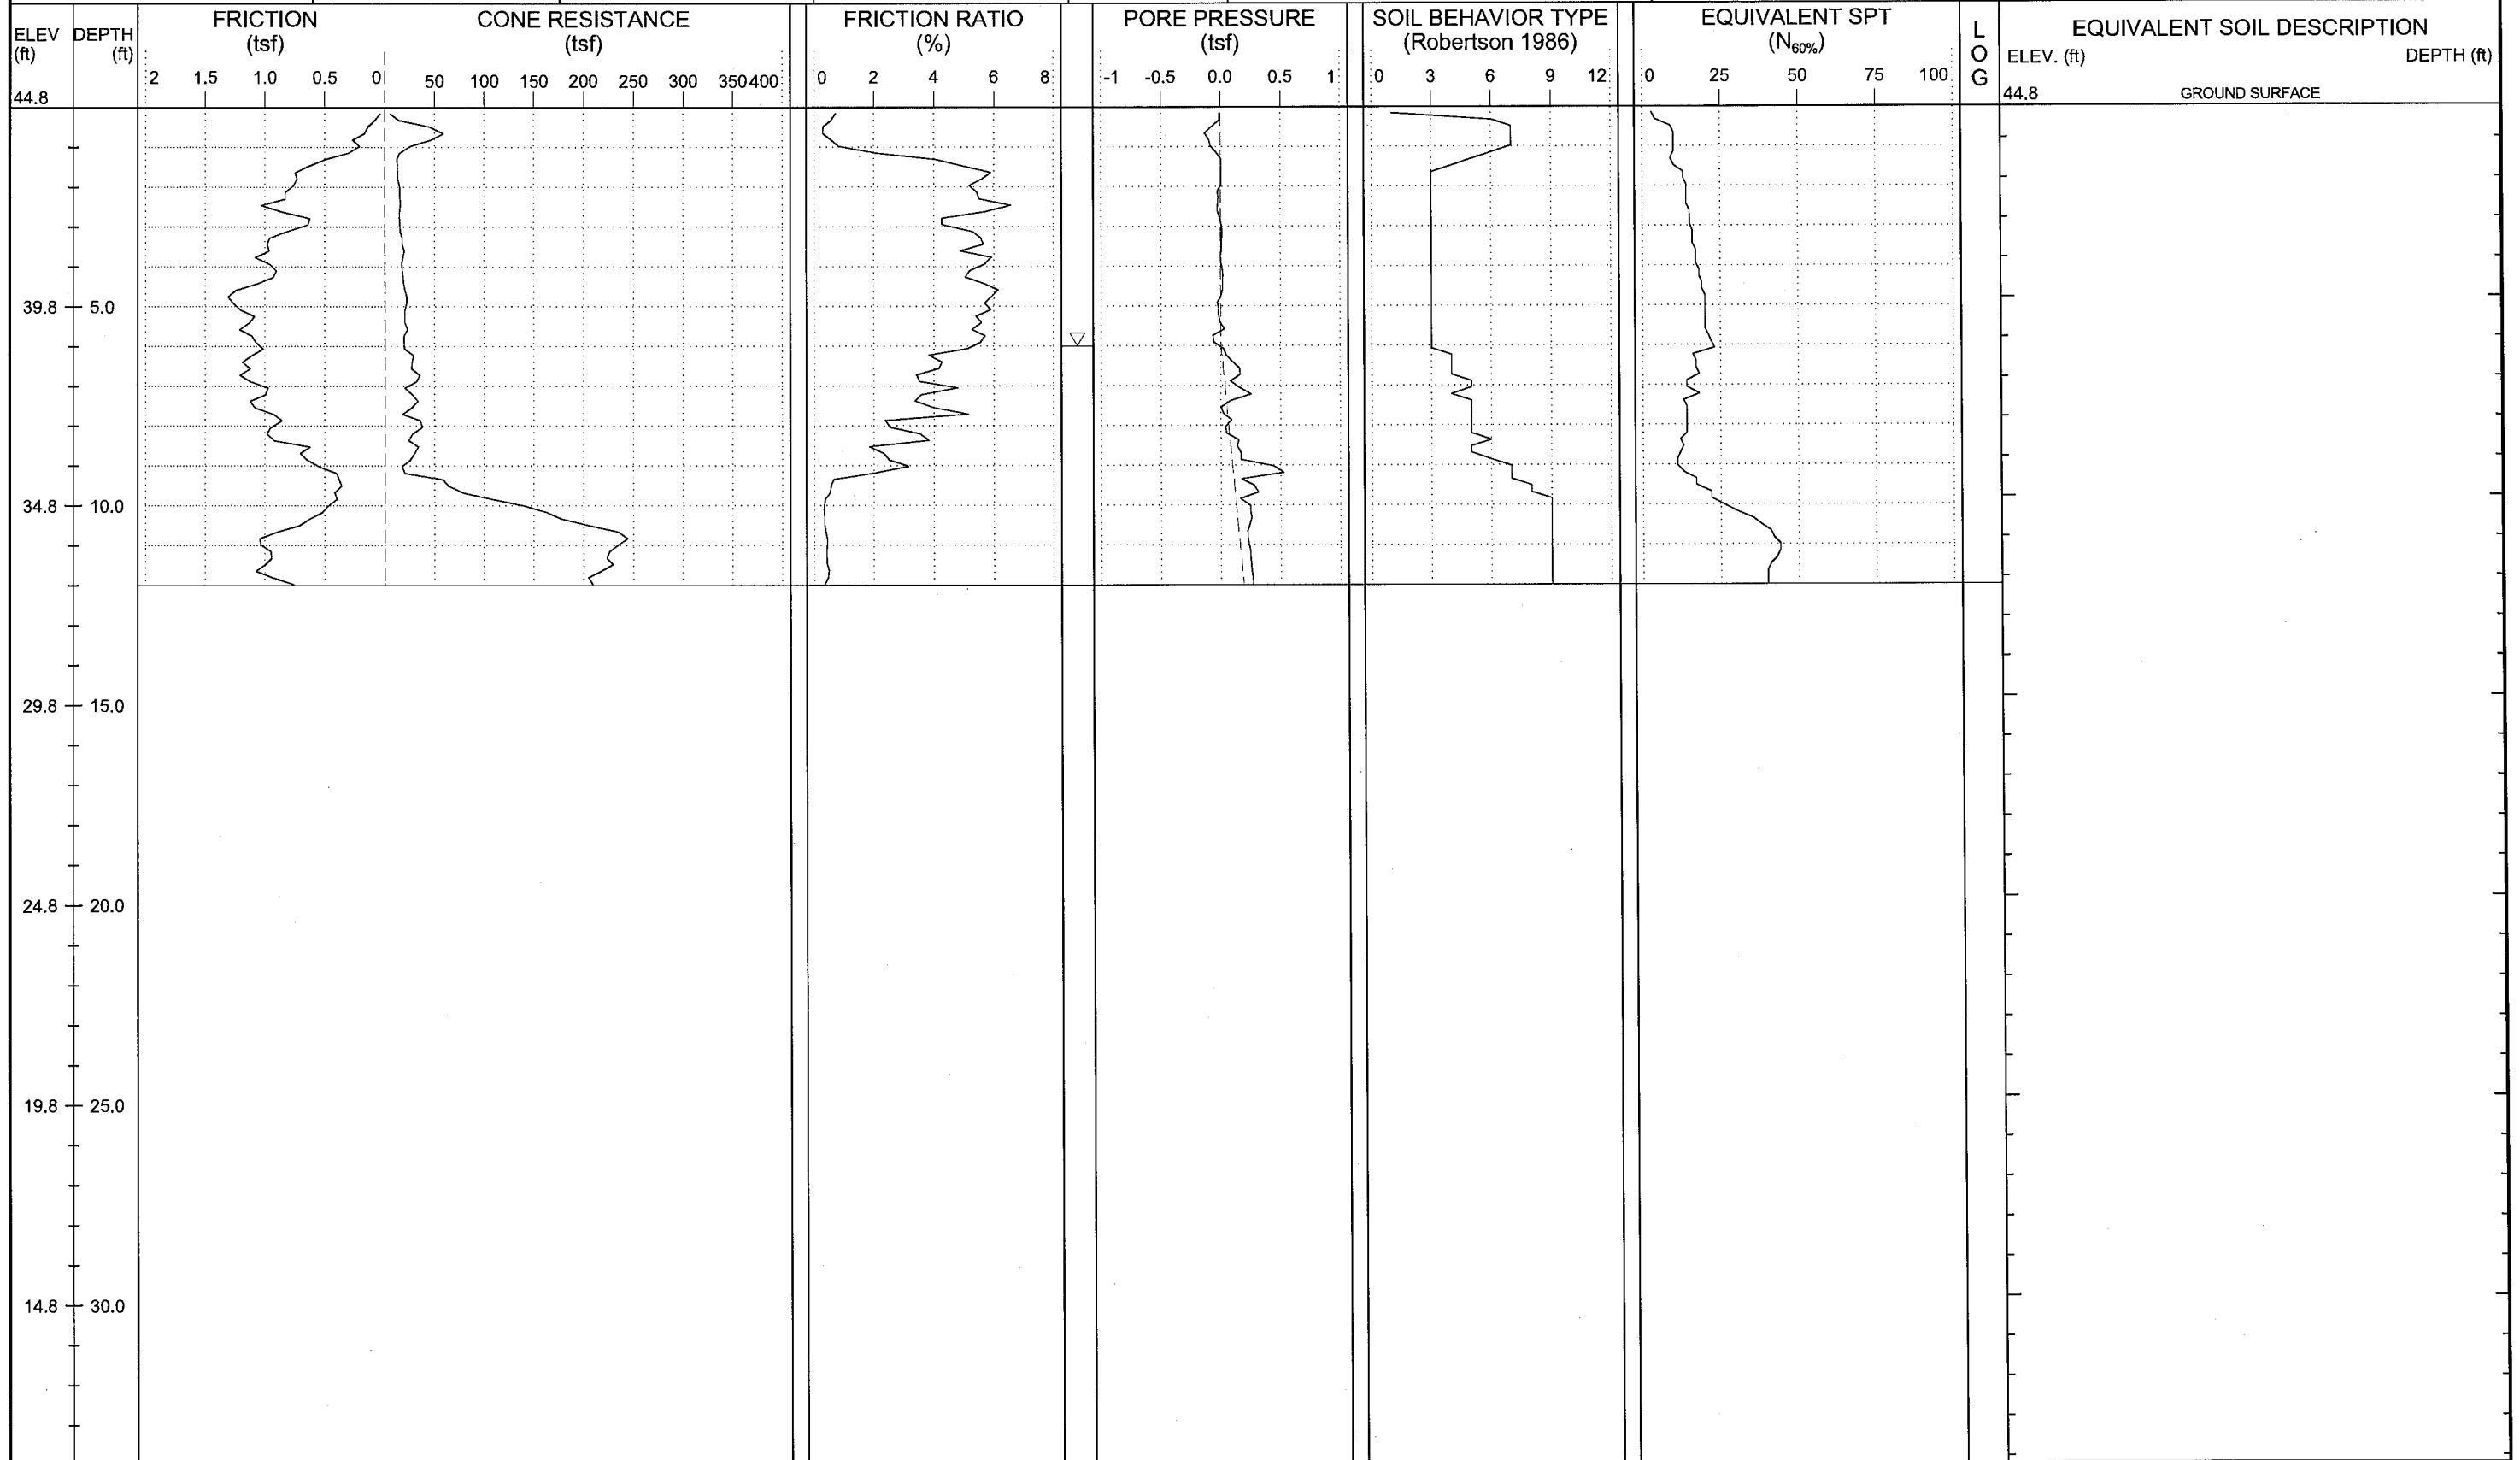 ELEV (ft)
DEPTH (ft)
FRICTION (tsf)
2 1.5 1.0 0.5 0
CONE RESISTANCE (tsf)
50 100 150 200 250 300 350 400
FRICTION RATIO (%)
0 2 4 6 8
PORE PRESSURE (tsf)
-1 -0.5 0.0 0.5 1
SOIL BEHAVIOR TYPE (Robertson 1986)
0 3 6 9 12
EQUIVALENT SPT (N60%)
0 25 50 75 100
LOG
EQUIVALENT SOIL DESCRIPTION
ELEV. (ft) DEPTH (ft)
44.8
44.8 GROUND SURFACE
39.8 5.0
34.8 10.0
29.8 15.0
24.8 20.0
19.8 25.0
14.8 30.0